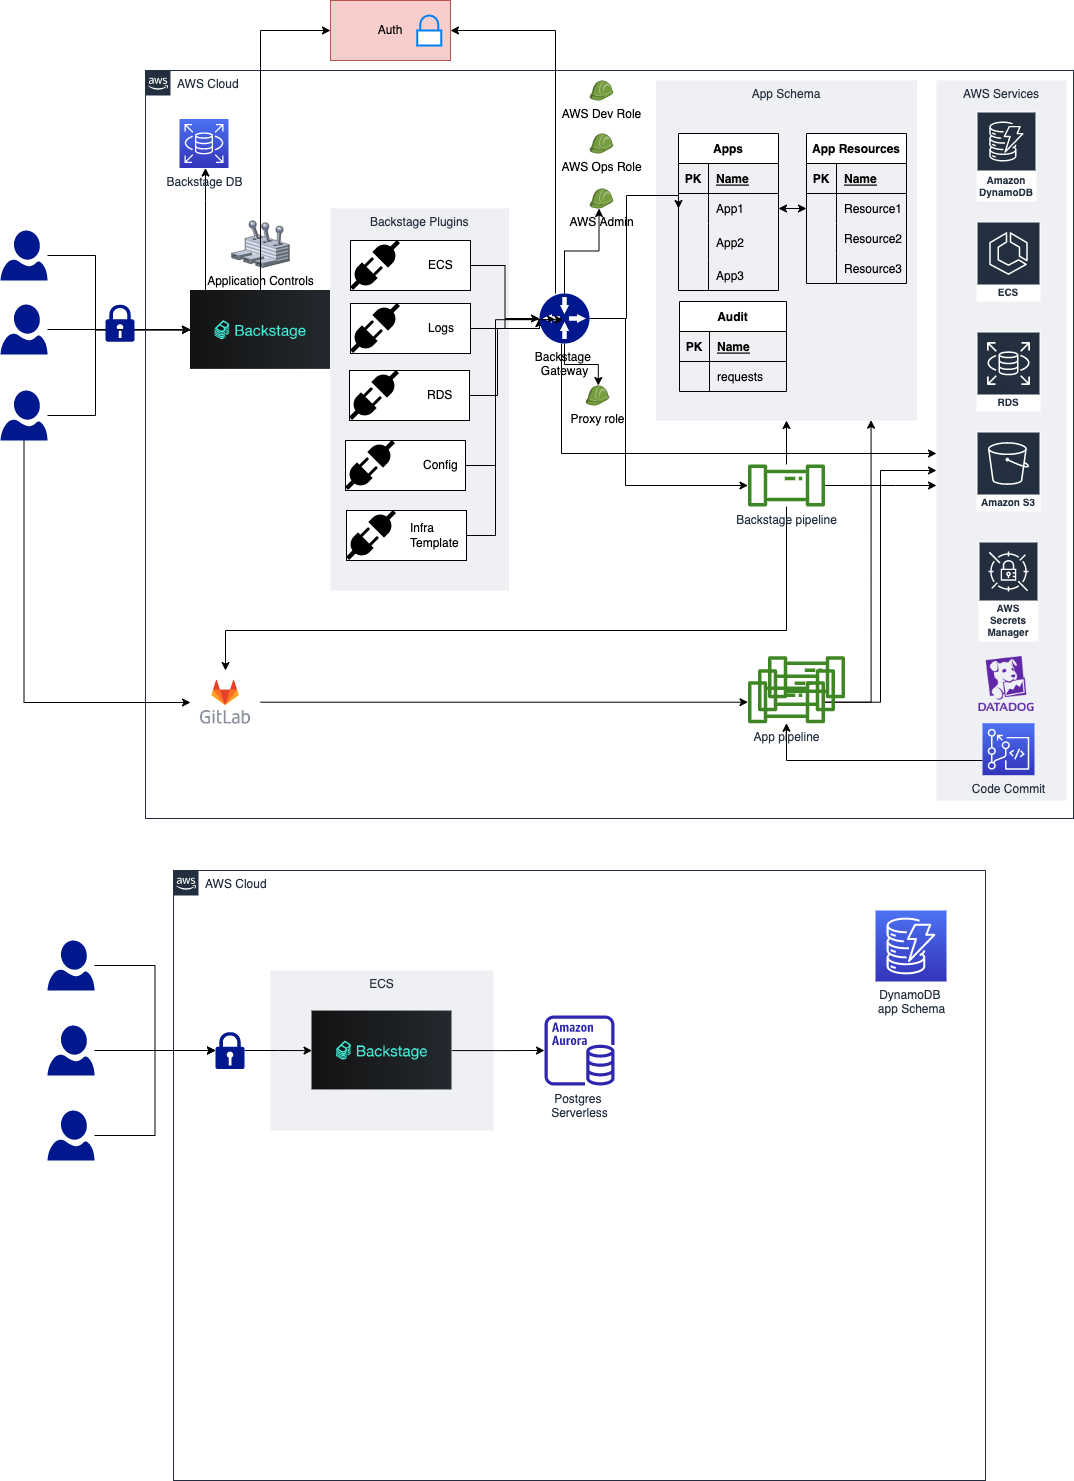 Auth
aws
AWS Cloud
Backstage DB
Application Controls
Backstage
Backstage Plugins
ECS
Logs
RDS
Config
Infra
Template
Backstage
Gateway
AWS Dev Role
AWS Ops Role
AWS Admin
Proxy role
App Schema
Apps
PK Name
App1
App2
App3
App Resources
PK Name
Resource1
Resource2
Resource3
Audit
PK Name
requests
Backstage pipeline
GitLab
App pipeline
AWS Services
Amazon
DynamoDB
ECS
RDS
Amazon S3
AWS
Secrets
Manager
DATADOG
Code Commit
aws
AWS Cloud
ECS
Backstage
Amazon
Aurora
Postgres
Serverless
DynamoDB
app Schema